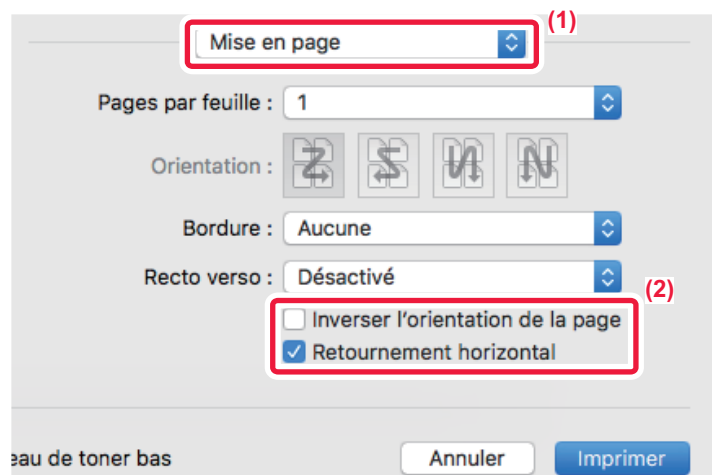 (1)
Mise en page
Pages par feuille : 1
Orientation :
Bordure : Aucune
Recto verso : Désactivé
(2)
Inverser l'orientation de la page
Retournement horizontal
eau de toner bas Annuler Imprimer